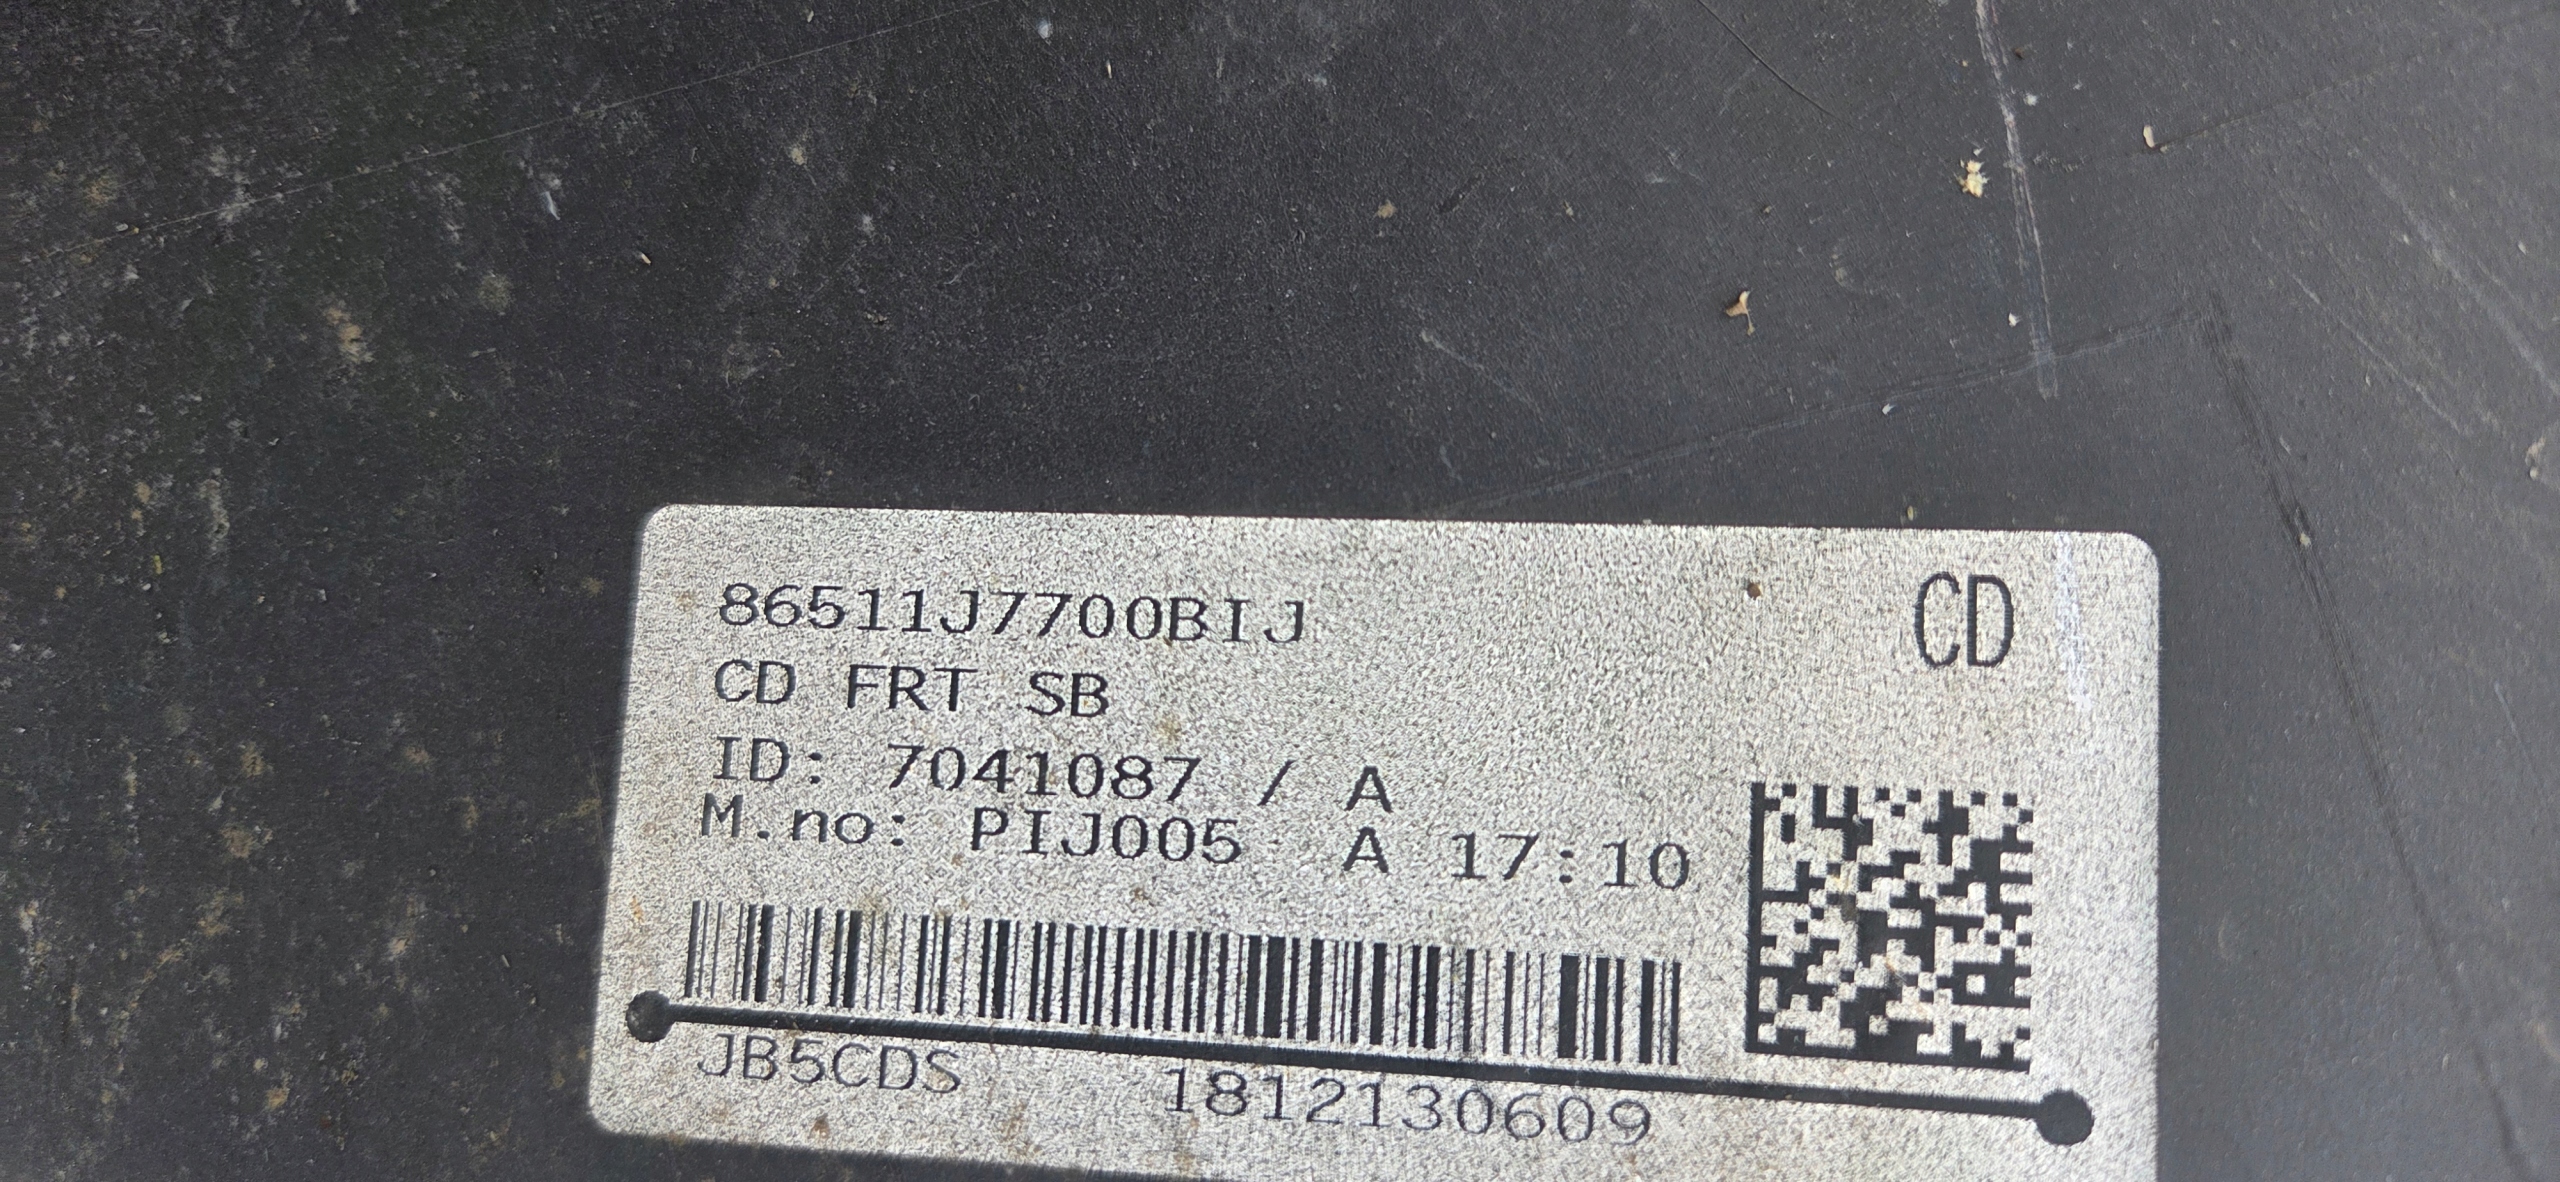 86511J7700BIJ
CD
CD FRT SB
ID: 7041087 / A
M.no: PIJ005 A 17:10
JB5CDS 1812130609